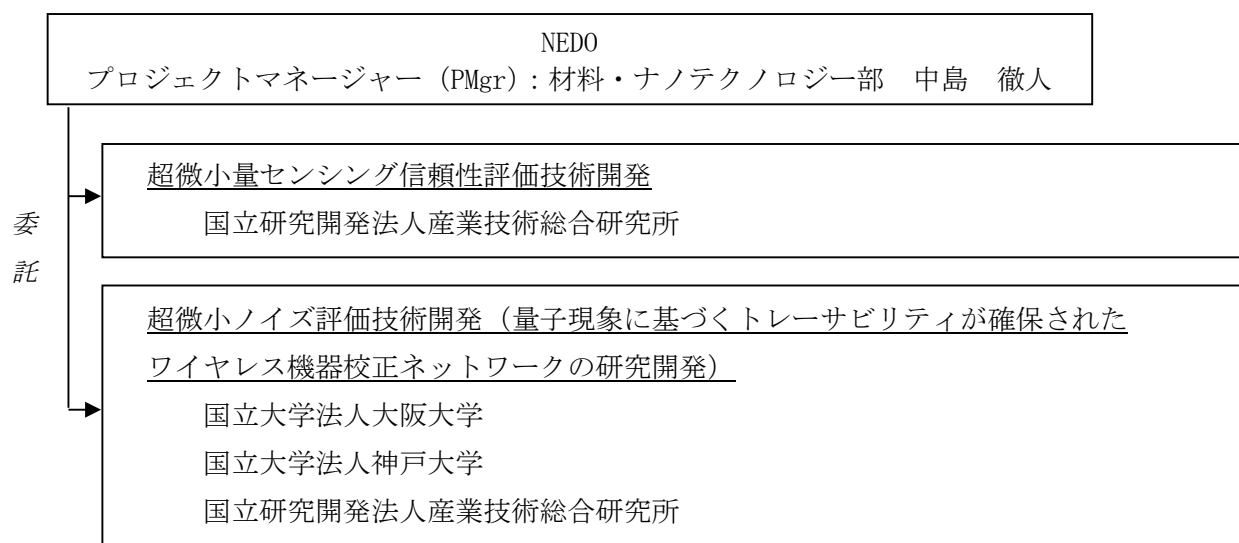 NEDO
プロジェクトマネージャー（PMgr）：材料・ナノテクノロジー部　中島　徹人
委託
超微小量センシング信頼性評価技術開発
国立研究開発法人産業技術総合研究所
超微小ノイズ評価技術開発（量子現象に基づくトレーサビリティが確保された
ワイヤレス機器校正ネットワークの研究開発）
国立大学法人大阪大学
国立大学法人神戸大学
国立研究開発法人産業技術総合研究所